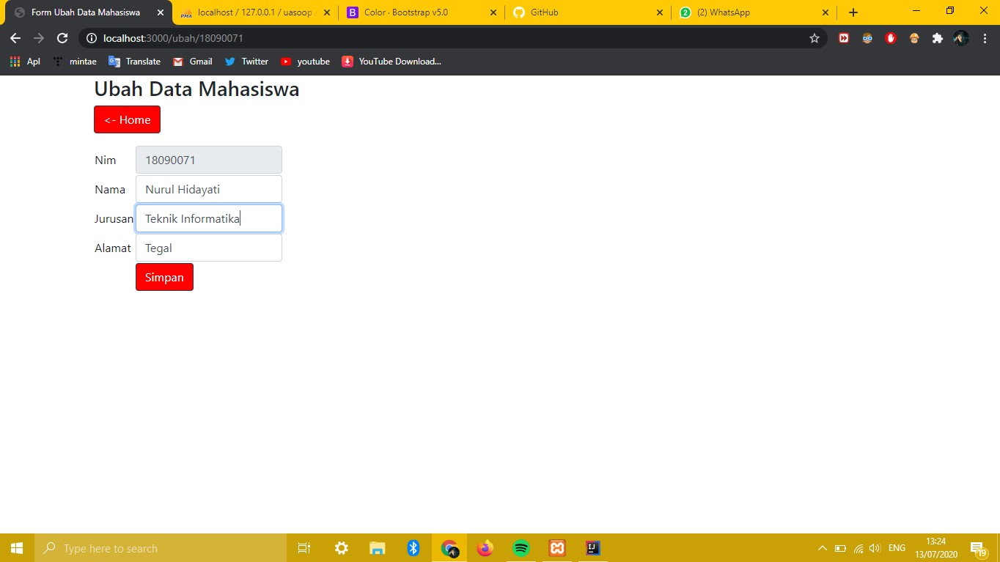 Form Ubah Data Mahasiswa
localhost / 127.0.0.1 / uasoop
Color · Bootstrap v5.0
GitHub
(2) WhatsApp
localhost:3000/ubah/18090071
Apl
mintae
Translate
Gmail
Twitter
youtube
YouTube Download...
Ubah Data Mahasiswa
<- Home
Nim 18090071
Nama Nurul Hidayati
Jurusan Teknik Informatika
Alamat Tegal
Simpan
Type here to search
ENG
13:24
13/07/2020
19